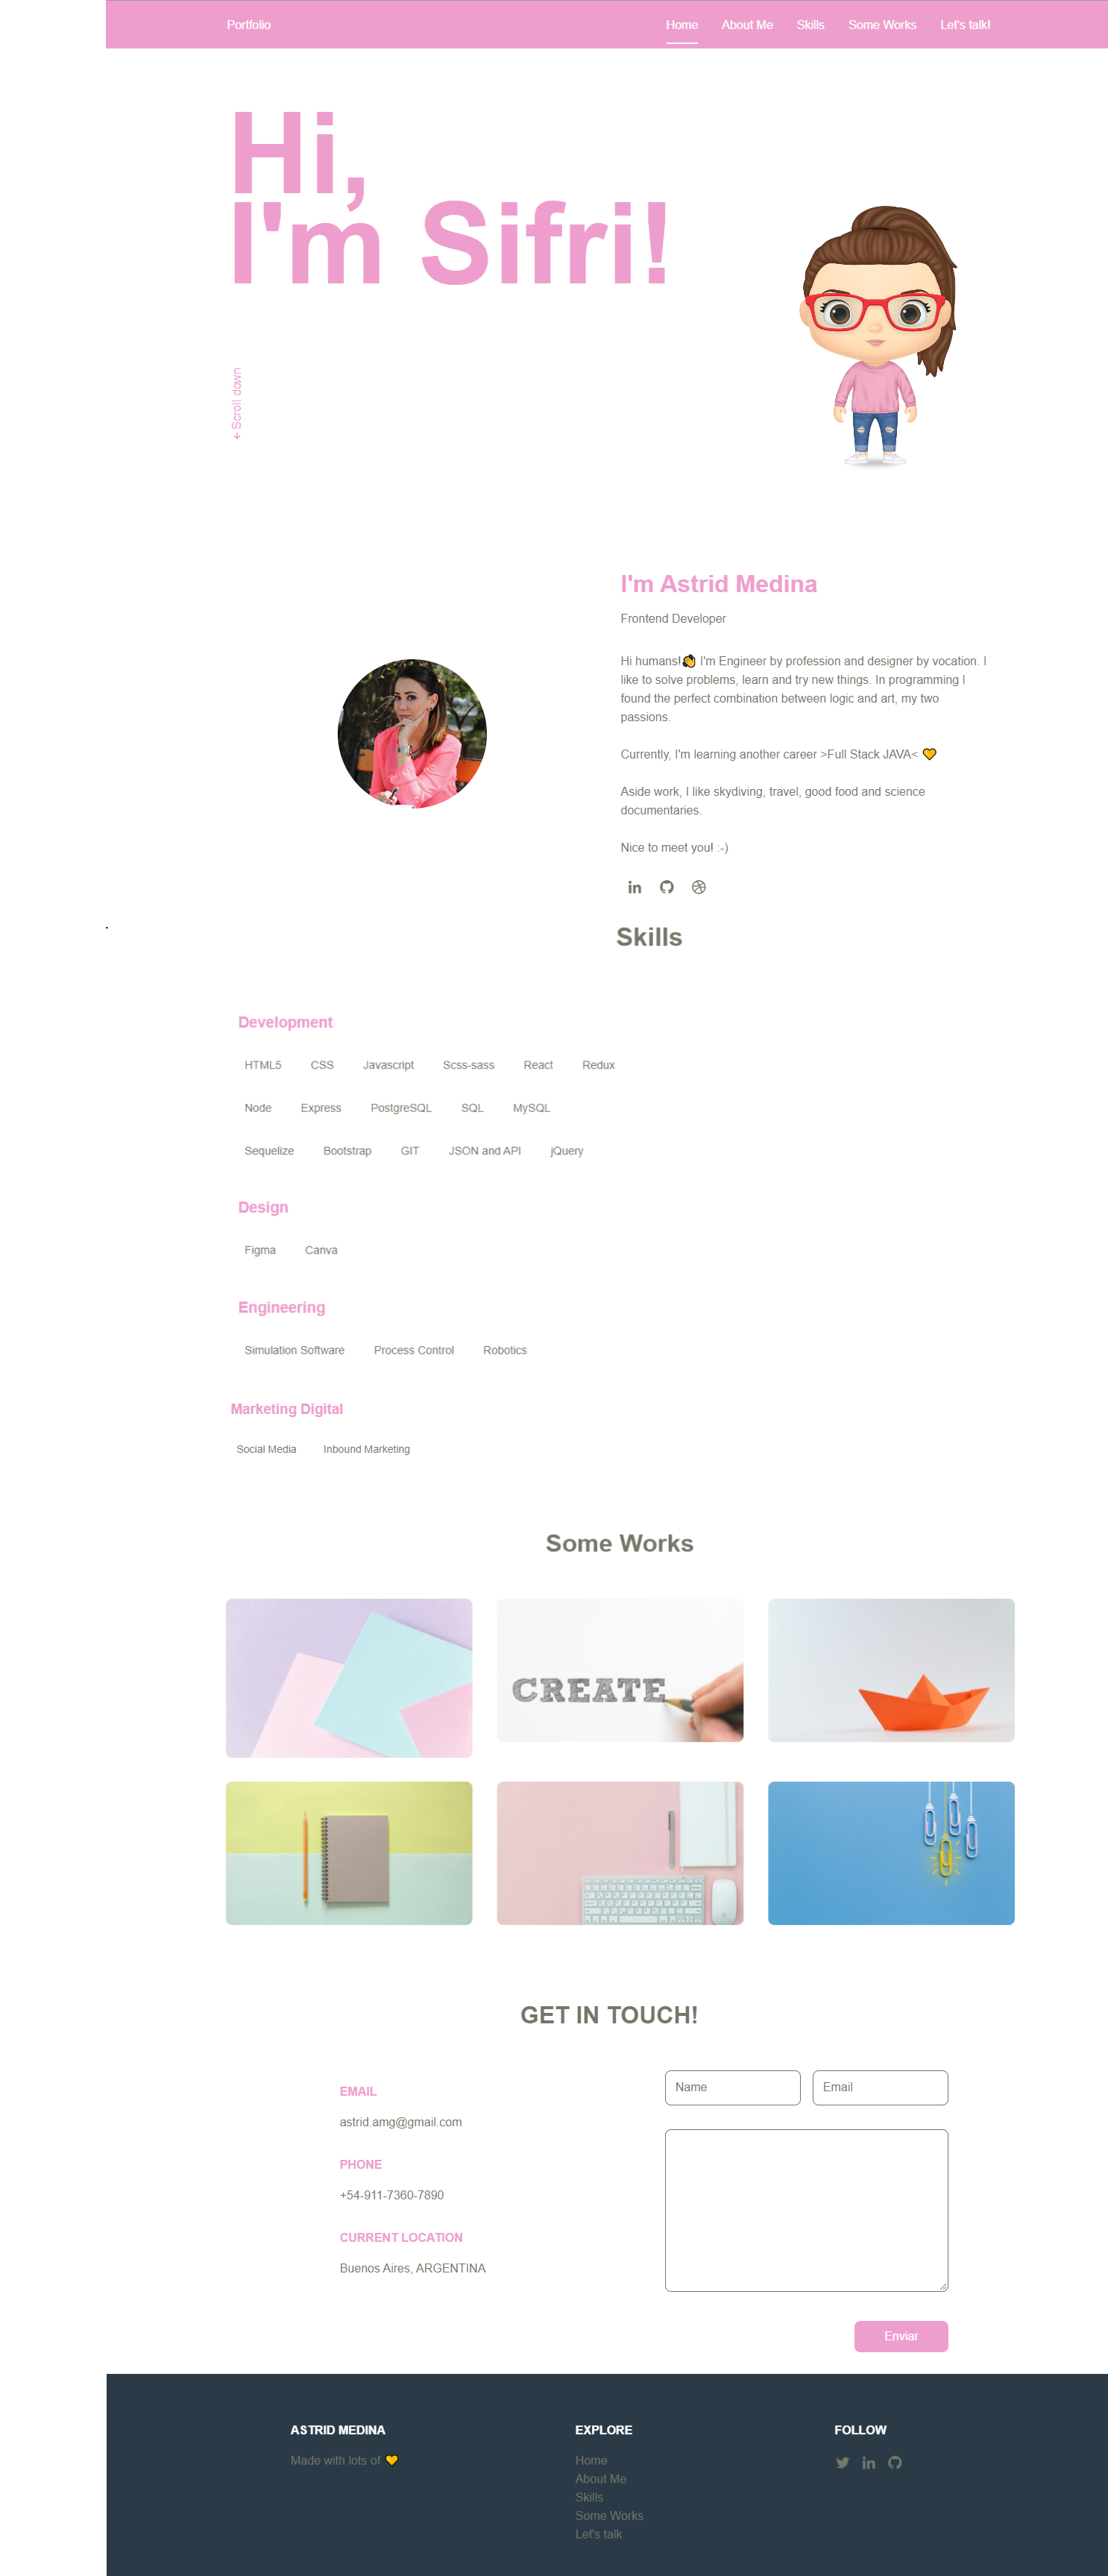 Portfolio Home About Me Skills Some Works Let's talk!
Hi,
I'm Sifri!
← Scroll down
I'm Astrid Medina
Frontend Developer
Hi humans!👏 I'm Engineer by profession and designer by vocation. I
like to solve problems, learn and try new things. In programming I
found the perfect combination between logic and art, my two
passions.
Currently, I'm learning another career >Full Stack JAVA< 💛
Aside work, I like skydiving, travel, good food and science
documentaries.
Nice to meet you! :-)
Skills
Development
HTML5 CSS Javascript Scss-sass React Redux
Node Express PostgreSQL SQL MySQL
Sequelize Bootstrap GIT JSON and API jQuery
Design
Figma Canva
Engineering
Simulation Software Process Control Robotics
Marketing Digital
Social Media Inbound Marketing
Some Works
CREATE
GET IN TOUCH!
EMAIL
astrid.amg@gmail.com
PHONE
+54-911-7360-7890
CURRENT LOCATION
Buenos Aires, ARGENTINA
Name Email
Enviar
ASTRID MEDINA
Made with lots of 💛
EXPLORE
Home
About Me
Skills
Some Works
Let's talk
FOLLOW